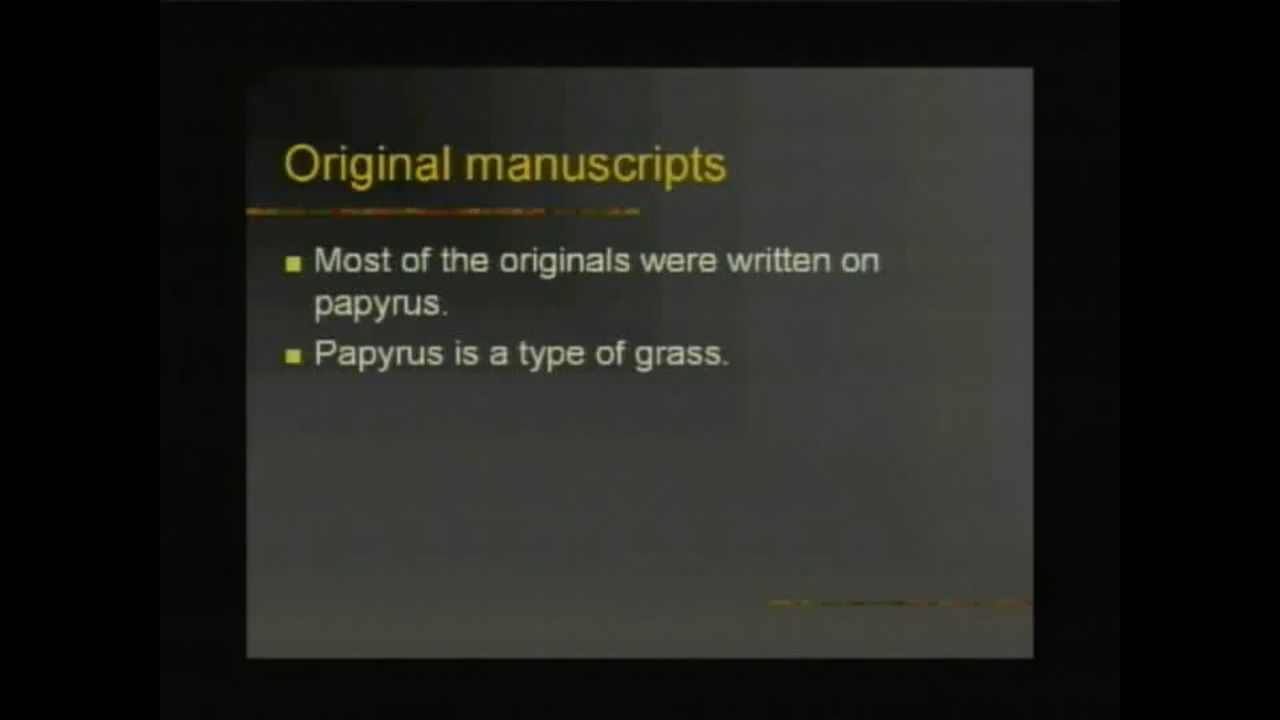 Original manuscripts
Most of the originals were written on
papyrus.
Papyrus is a type of grass.